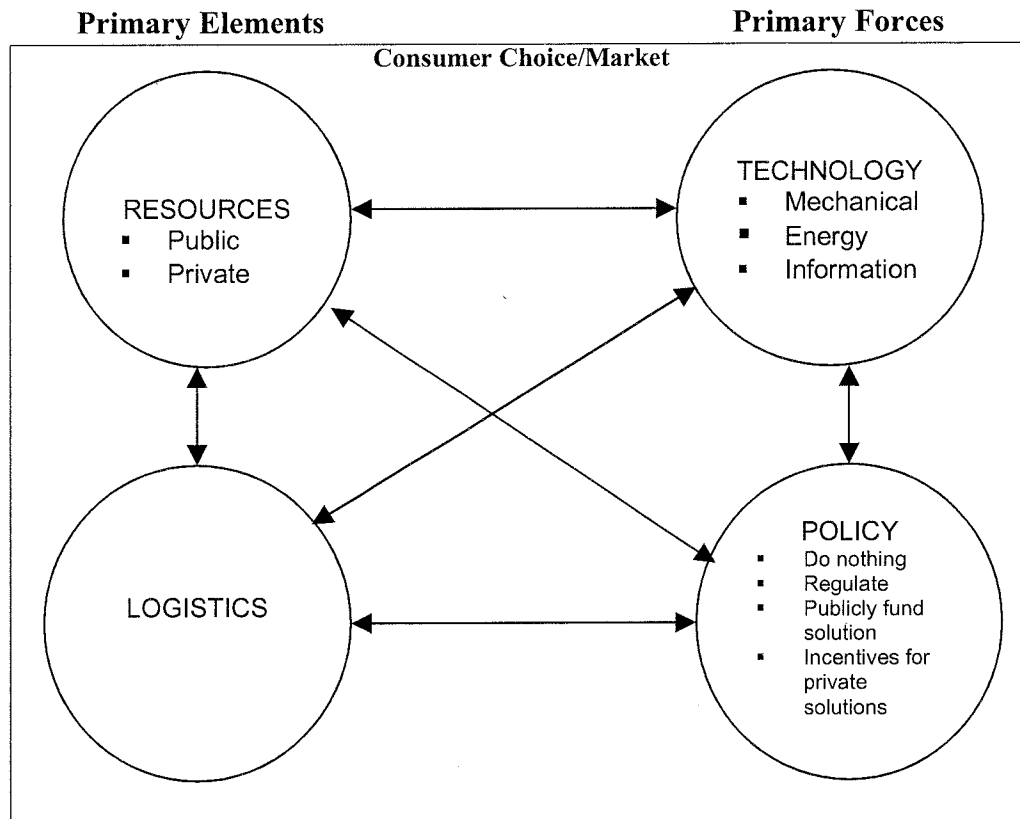 Primary Elements
Primary Forces
Consumer Choice/Market
RESOURCES
▪ Public
▪ Private
TECHNOLOGY
▪ Mechanical
▪ Energy
▪ Information
LOGISTICS
POLICY
▪ Do nothing
▪ Regulate
▪ Publicly fund
solution
▪ Incentives for
private
solutions